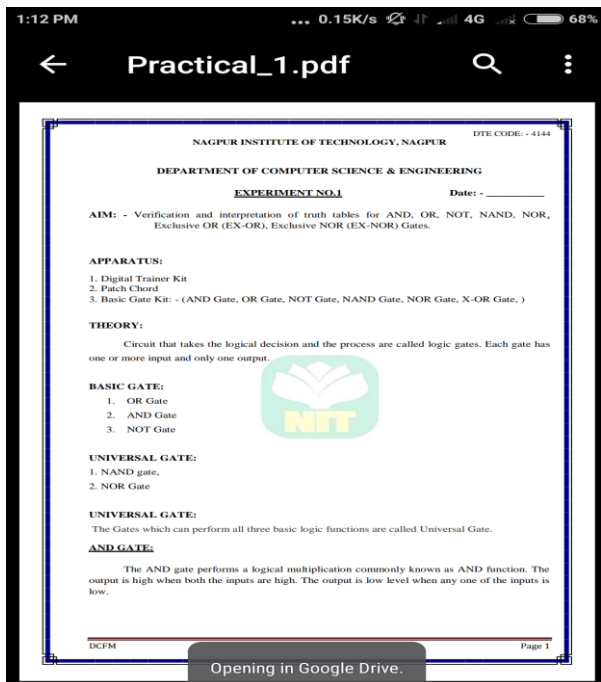 1:12 PM ... 0.15K/s 4G 68%
Practical_1.pdf
DTE CODE: - 4144
NAGPUR INSTITUTE OF TECHNOLOGY, NAGPUR
DEPARTMENT OF COMPUTER SCIENCE & ENGINEERING
EXPERIMENT NO.1 Date: - __________
AIM: - Verification and interpretation of truth tables for AND, OR, NOT, NAND, NOR,
Exclusive OR (EX-OR), Exclusive NOR (EX-NOR) Gates.
APPARATUS:
1. Digital Trainer Kit
2. Patch Chord
3. Basic Gate Kit: - (AND Gate, OR Gate, NOT Gate, NAND Gate, NOR Gate, X-OR Gate, )
THEORY:
Circuit that takes the logical decision and the process are called logic gates. Each gate has
one or more input and only one output.
BASIC GATE:
1. OR Gate
2. AND Gate
3. NOT Gate
NIT
UNIVERSAL GATE:
1. NAND gate,
2. NOR Gate
UNIVERSAL GATE:
The Gates which can perform all three basic logic functions are called Universal Gate.
AND GATE:
The AND gate performs a logical multiplication commonly known as AND function. The
output is high when both the inputs are high. The output is low level when any one of the inputs is
low.
DCFM Page 1
Opening in Google Drive.